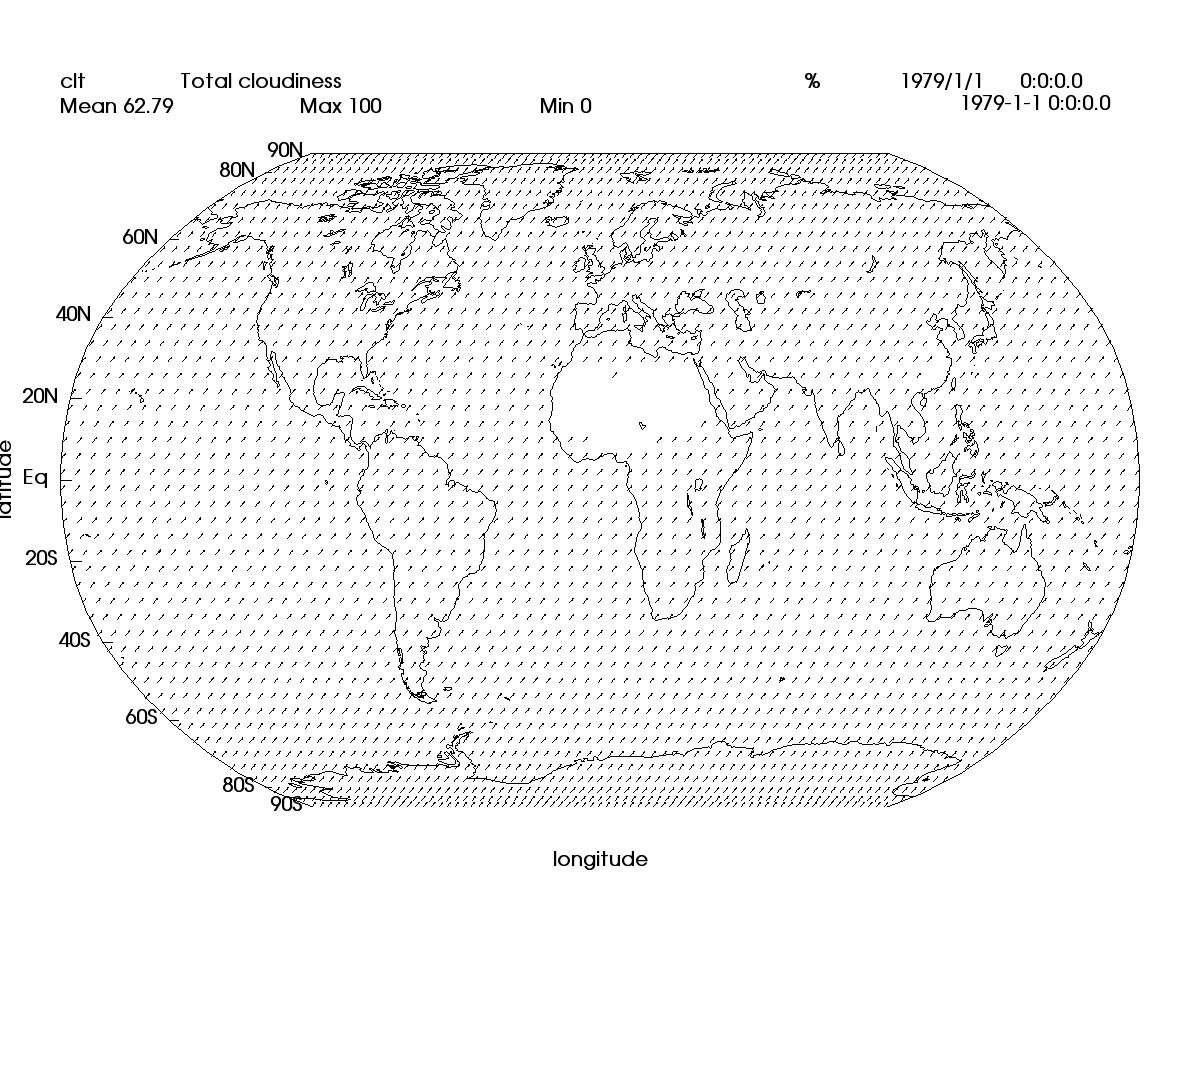 clt Total cloudiness % 1979/1/1 0:0:0.0
Mean 62.79 Max 100 Min 0 1979-1-1 0:0:0.0
90N
80N
60N
40N
20N
latitude
Eq
20S
40S
60S
80S
90S
longitude